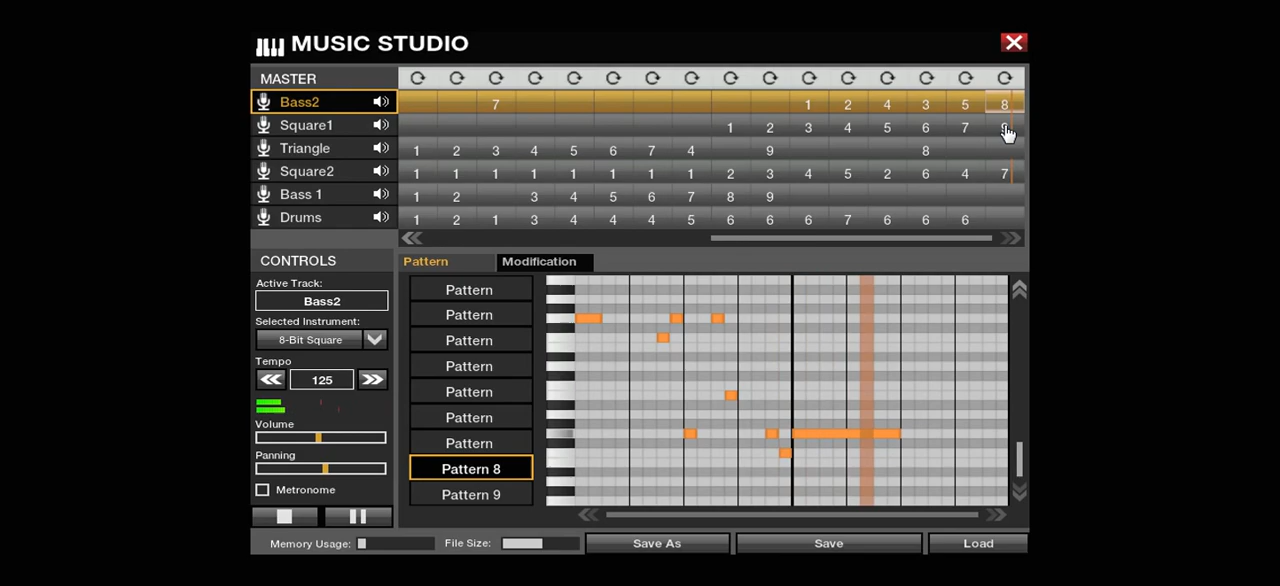 MUSIC STUDIO
MASTER
Bass2 7 1 2 4 3 5 8
Square1 1 2 3 4 5 6 7
Triangle 1 2 3 4 5 6 7 4 9 8
Square2 1 1 1 1 1 1 1 1 2 3 4 5 2 6 4 7
Bass 1 1 2 3 4 5 6 7 8 9
Drums 1 2 1 3 4 4 4 5 6 6 6 7 6 6 6
CONTROLS
Pattern Modification
Active Track:
Bass2
Selected Instrument:
8-Bit Square
Tempo
125
Volume
Panning
Metronome
Pattern
Pattern
Pattern
Pattern
Pattern
Pattern
Pattern
Pattern 8
Pattern 9
Memory Usage: File Size: Save As Save Load